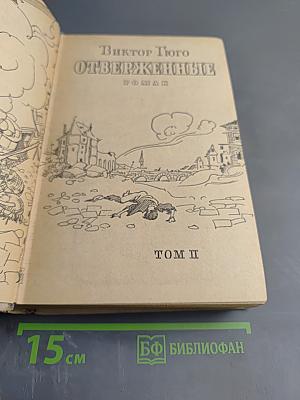 Виктор Гюго
ОТВЕРЖЕННЫЕ
РОМАН
ТОМ II
15 см
БФ БИБЛИОФАН